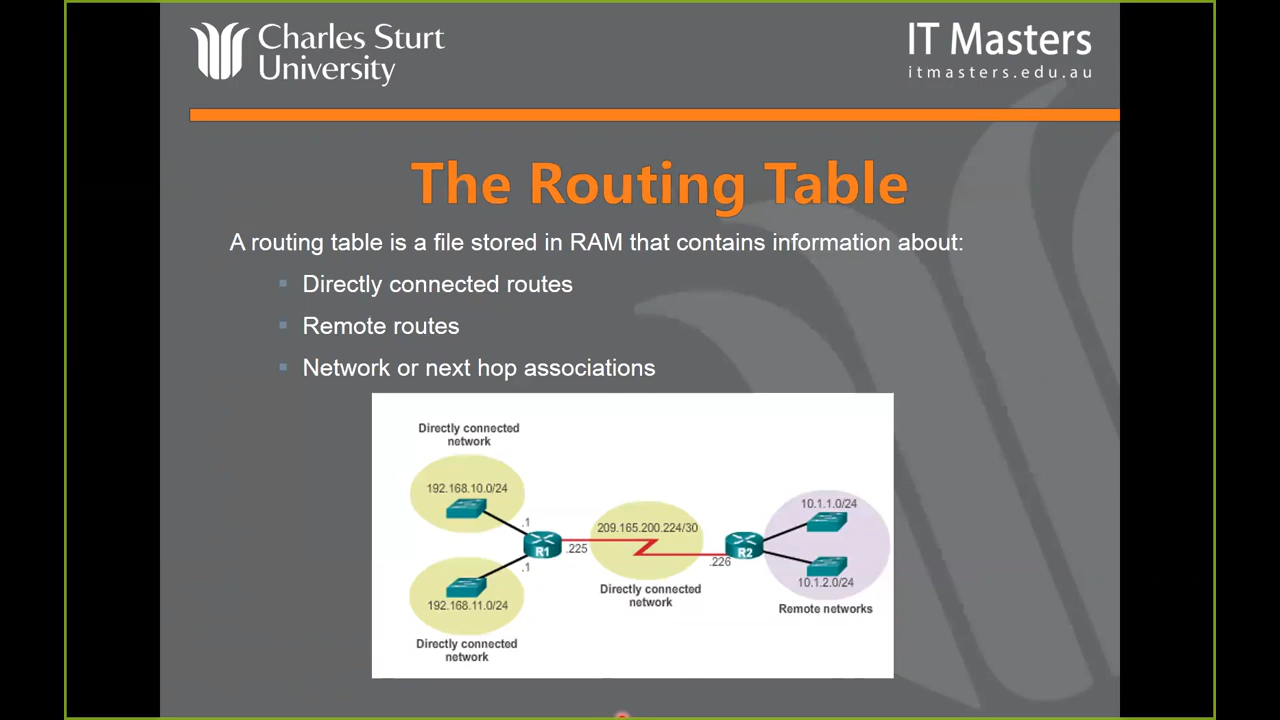 Charles Sturt
University
IT Masters
itmasters.edu.au
The Routing Table
A routing table is a file stored in RAM that contains information about:
Directly connected routes
Remote routes
Network or next hop associations
Directly connected
network
192.168.10.0/24
.1
R1
.225
.1
192.168.11.0/24
Directly connected
network
209.165.200.224/30
Directly connected
network
.226
R2
10.1.1.0/24
10.1.2.0/24
Remote networks